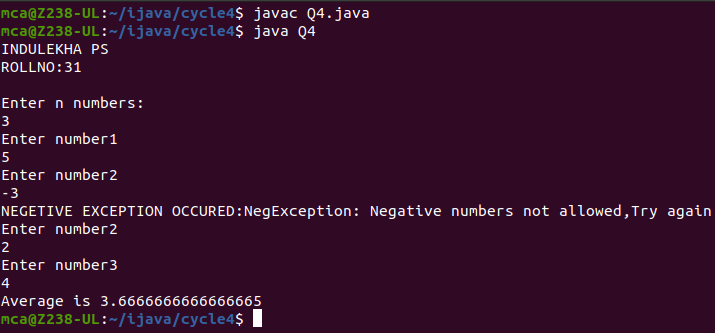 mca@Z238-UL:~/ijava/cycle4$ javac Q4.java
mca@Z238-UL:~/ijava/cycle4$ java Q4
INDULEKHA PS
ROLLNO:31
Enter n numbers:
3
Enter number1
5
Enter number2
-3
NEGETIVE EXCEPTION OCCURED:NegException: Negative numbers not allowed,Try again
Enter number2
2
Enter number3
4
Average is 3.6666666666666665
mca@Z238-UL:~/ijava/cycle4$